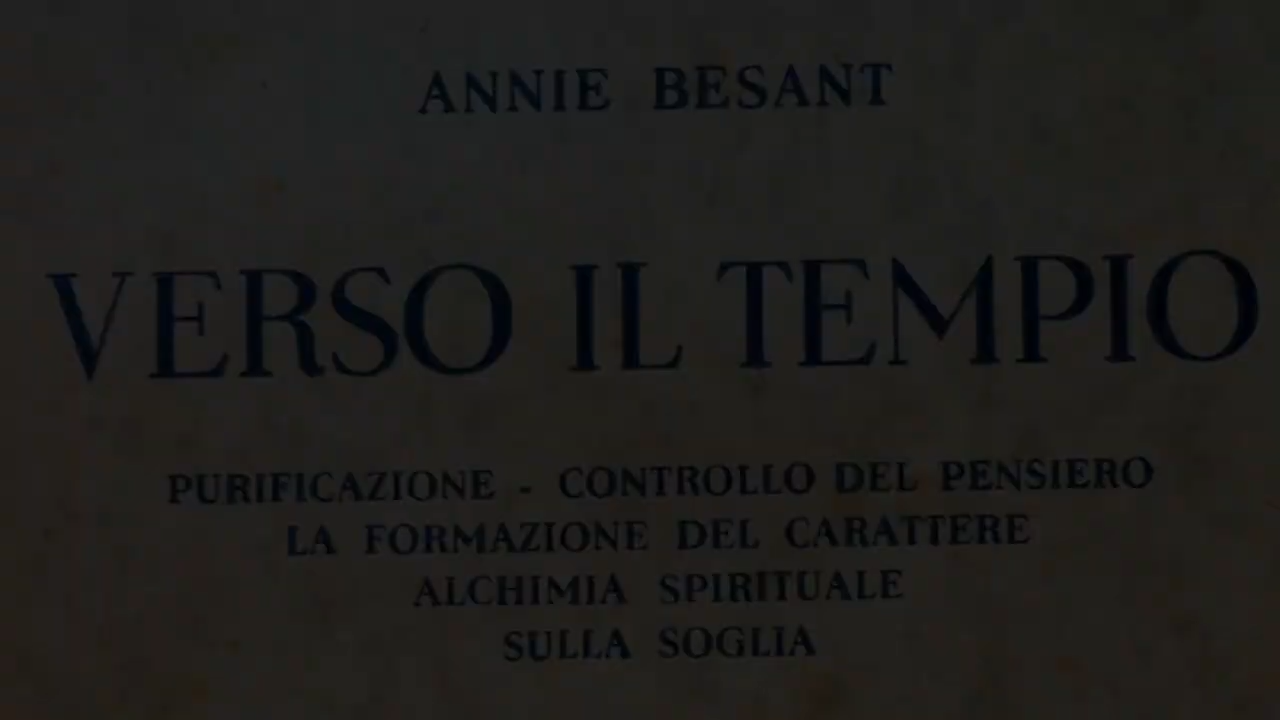 ANNIE BESANT
VERSO IL TEMPIO
PURIFICAZIONE - CONTROLLO DEL PENSIERO
LA FORMAZIONE DEL CARATTERE
ALCHIMIA SPIRITUALE
SULLA SOGLIA